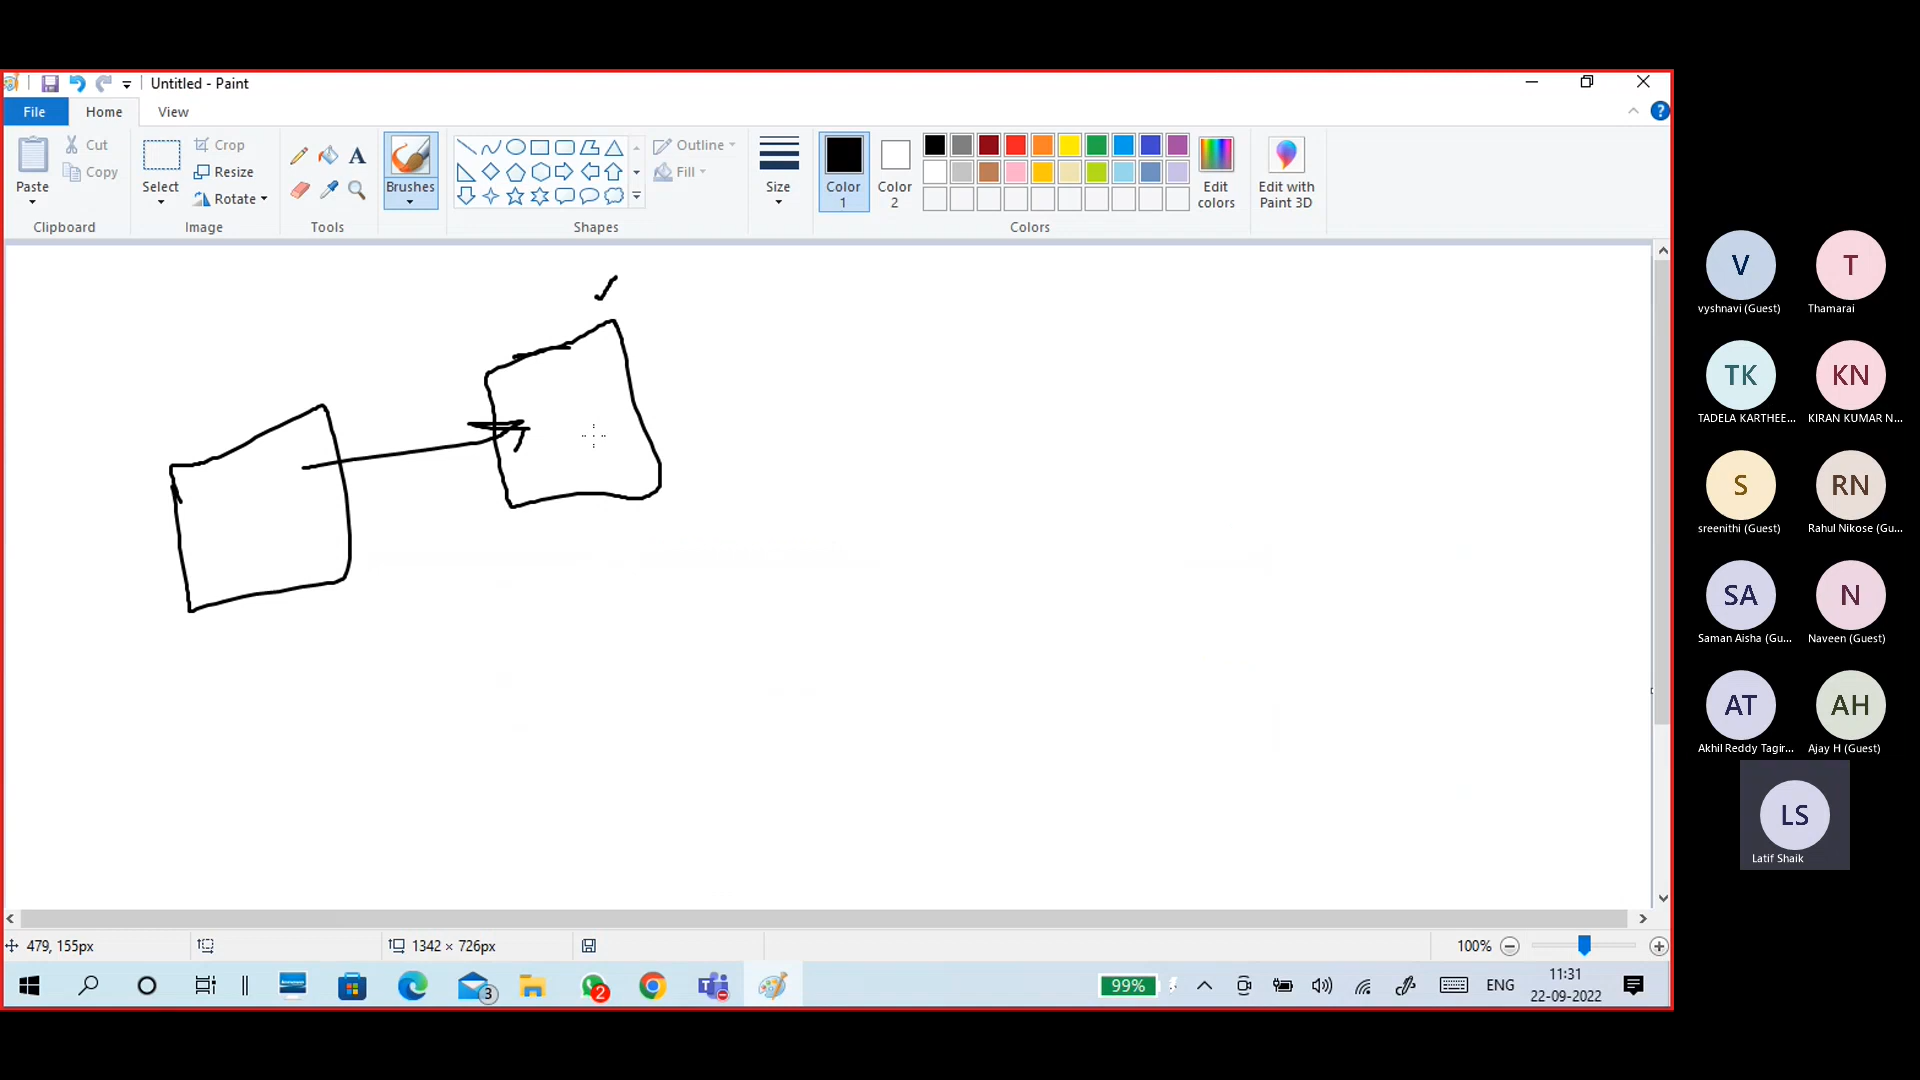 Untitled - Paint
File Home View
Paste
Cut
Copy
Clipboard
Select
Crop
Resize
Rotate
Image
A
Tools
Brushes
Outline
Fill
Shapes
Size
Color 1
Color 2
Edit colors
Edit with Paint 3D
Colors
?
V
vyshnavi (Guest)
T
Thamarai
TK
TADELA KARTHEE...
KN
KIRAN KUMAR N...
S
sreenithi (Guest)
RN
Rahul Nikose (Gu...
SA
Saman Aisha (Gu...
N
Naveen (Guest)
AT
Akhil Reddy Tagir...
AH
Ajay H (Guest)
LS
Latif Shaik
479, 155px
1342 × 726px
100%
3
2
99%
ENG
11:31
22-09-2022